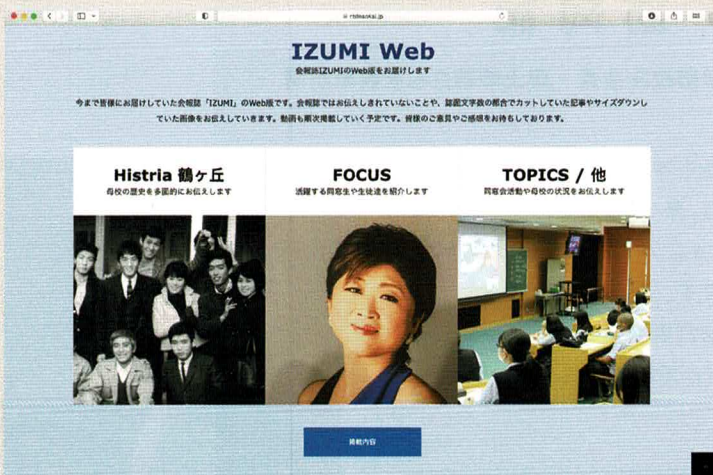 IZUMI Web
会報誌IZUMIのWeb版をお届けします
今まで皆様にお届けしていた会報誌「IZUMI」のWeb版です。会報誌ではお伝えしきれていないことや、誌面文字数の都合でカットしていた記事やサイズダウンし
ていた画像をお伝えしていきます。動画も順次掲載していく予定です。皆様のご意見やご感想をお待ちしております。
Histria 鶴ヶ丘
母校の歴史を多面的にお伝えします
FOCUS
活躍する同窓生や生徒達を紹介します
TOPICS / 他
同窓会活動や母校の状況をお伝えします
掲載内容